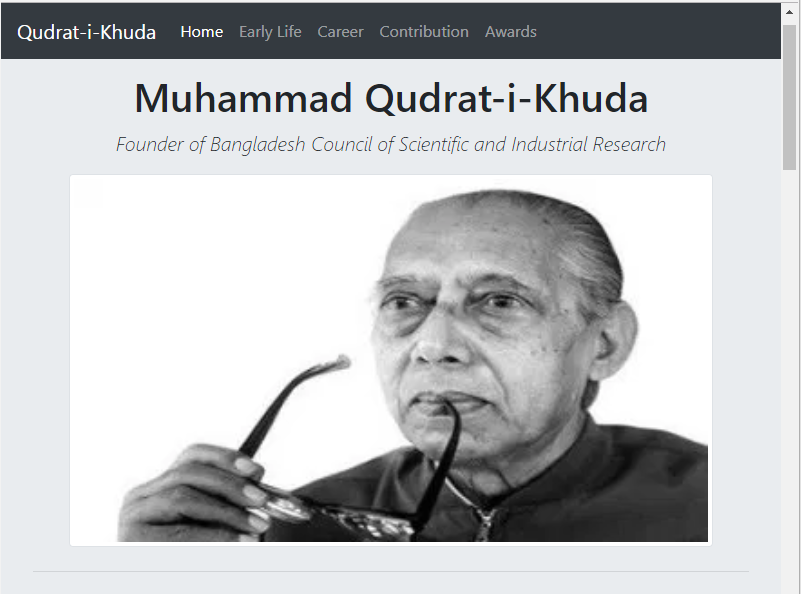 Qudrat-i-Khuda Home Early Life Career Contribution Awards
Muhammad Qudrat-i-Khuda
Founder of Bangladesh Council of Scientific and Industrial Research